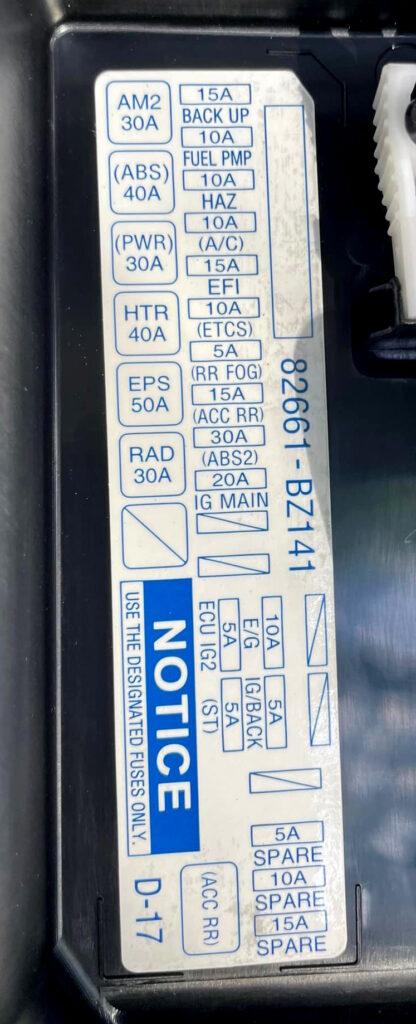 AM2
30A
(ABS)
40A
(PWR)
30A
HTR
40A
EPS
50A
RAD
30A
15A
BACK UP
10A
FUEL PMP
10A
HAZ
10A
(A/C)
15A
EFI
10A
(ETCS)
5A
(RR FOG)
15A
(ACC RR)
30A
(ABS2)
20A
IG MAIN
82661-BZ141
10A
E/G
5A
ECU IG2
5A
IG/BACK
5A
(ST)
NOTICE
USE THE DESIGNATED FUSES ONLY.
5A
SPARE
10A
SPARE
15A
SPARE
(ACC RR)
D-17